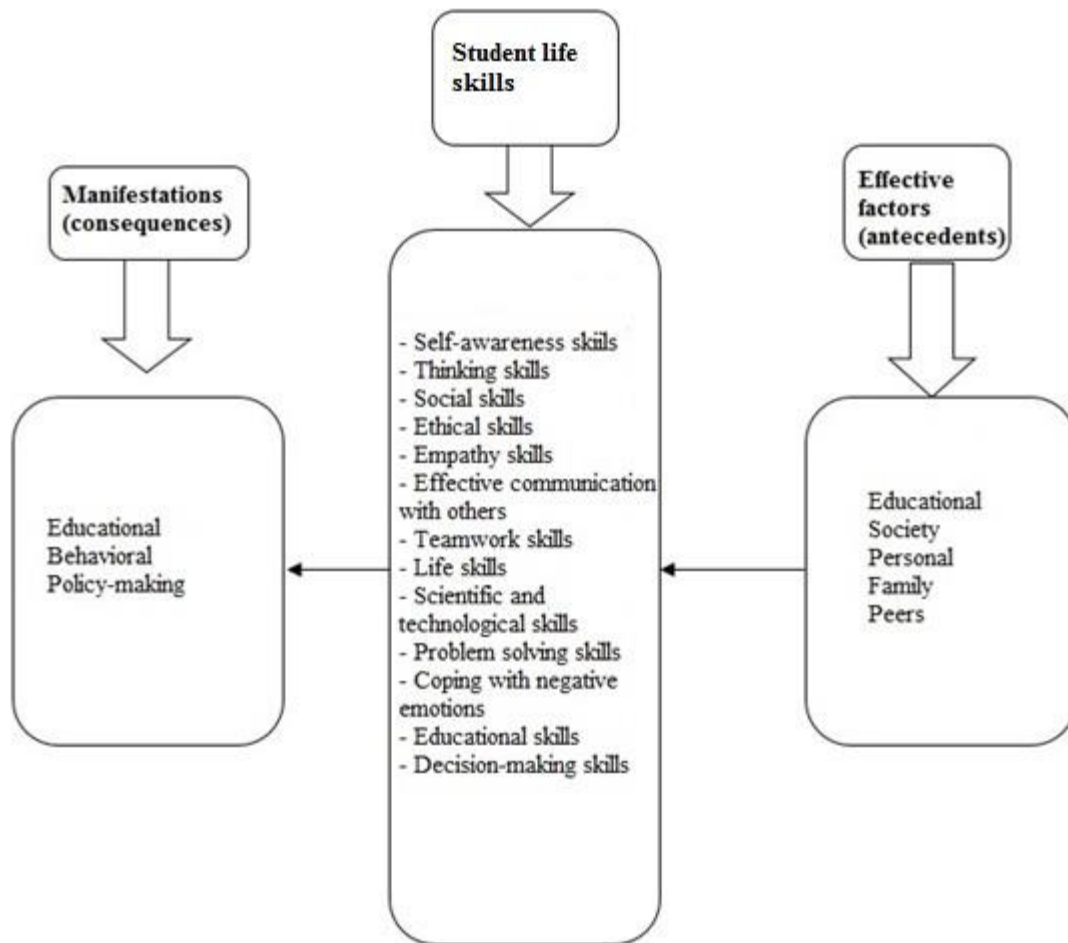 Student life
skills
Manifestations
(consequences)
Effective
factors
(antecedents)
- Self-awareness skiils
- Thinking skills
- Social skills
- Ethical skills
- Empathy skills
- Effective communication
with others
- Teamwork skills
- Life skills
- Scientific and
technological skills
- Problem solving skills
- Coping with negative
emotions
- Educational skills
- Decision-making skills
Educational
Behavioral
Policy-making
Educational
Society
Personal
Family
Peers